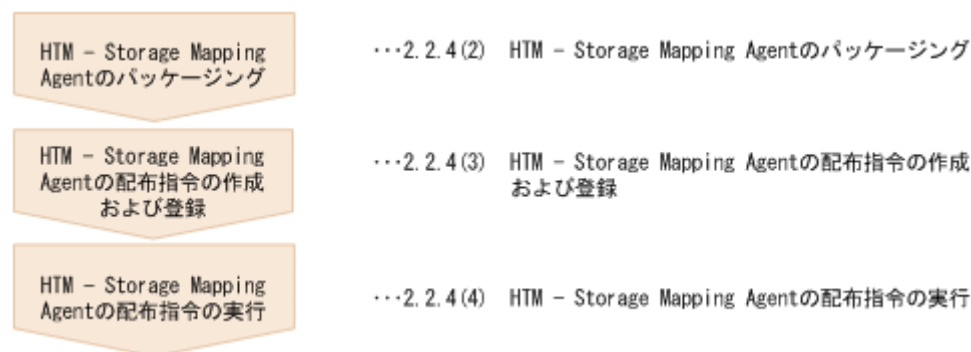 HTM - Storage Mapping
Agentのパッケージング
･･･2.2.4(2) HTM - Storage Mapping Agentのパッケージング
HTM - Storage Mapping
Agentの配布指令の作成
および登録
･･･2.2.4(3) HTM - Storage Mapping Agentの配布指令の作成
および登録
HTM - Storage Mapping
Agentの配布指令の実行
･･･2.2.4(4) HTM - Storage Mapping Agentの配布指令の実行